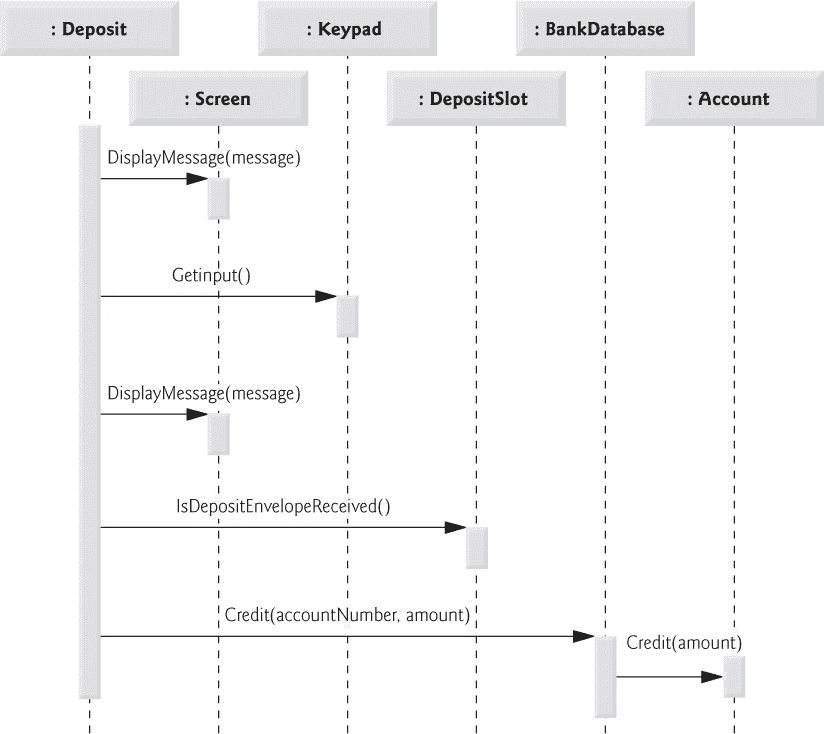 : Deposit
: Keypad
: BankDatabase
: Screen
: DepositSlot
: Account
DisplayMessage(message)
Getinput()
DisplayMessage(message)
IsDepositEnvelopeReceived()
Credit(accountNumber, amount)
Credit(amount)